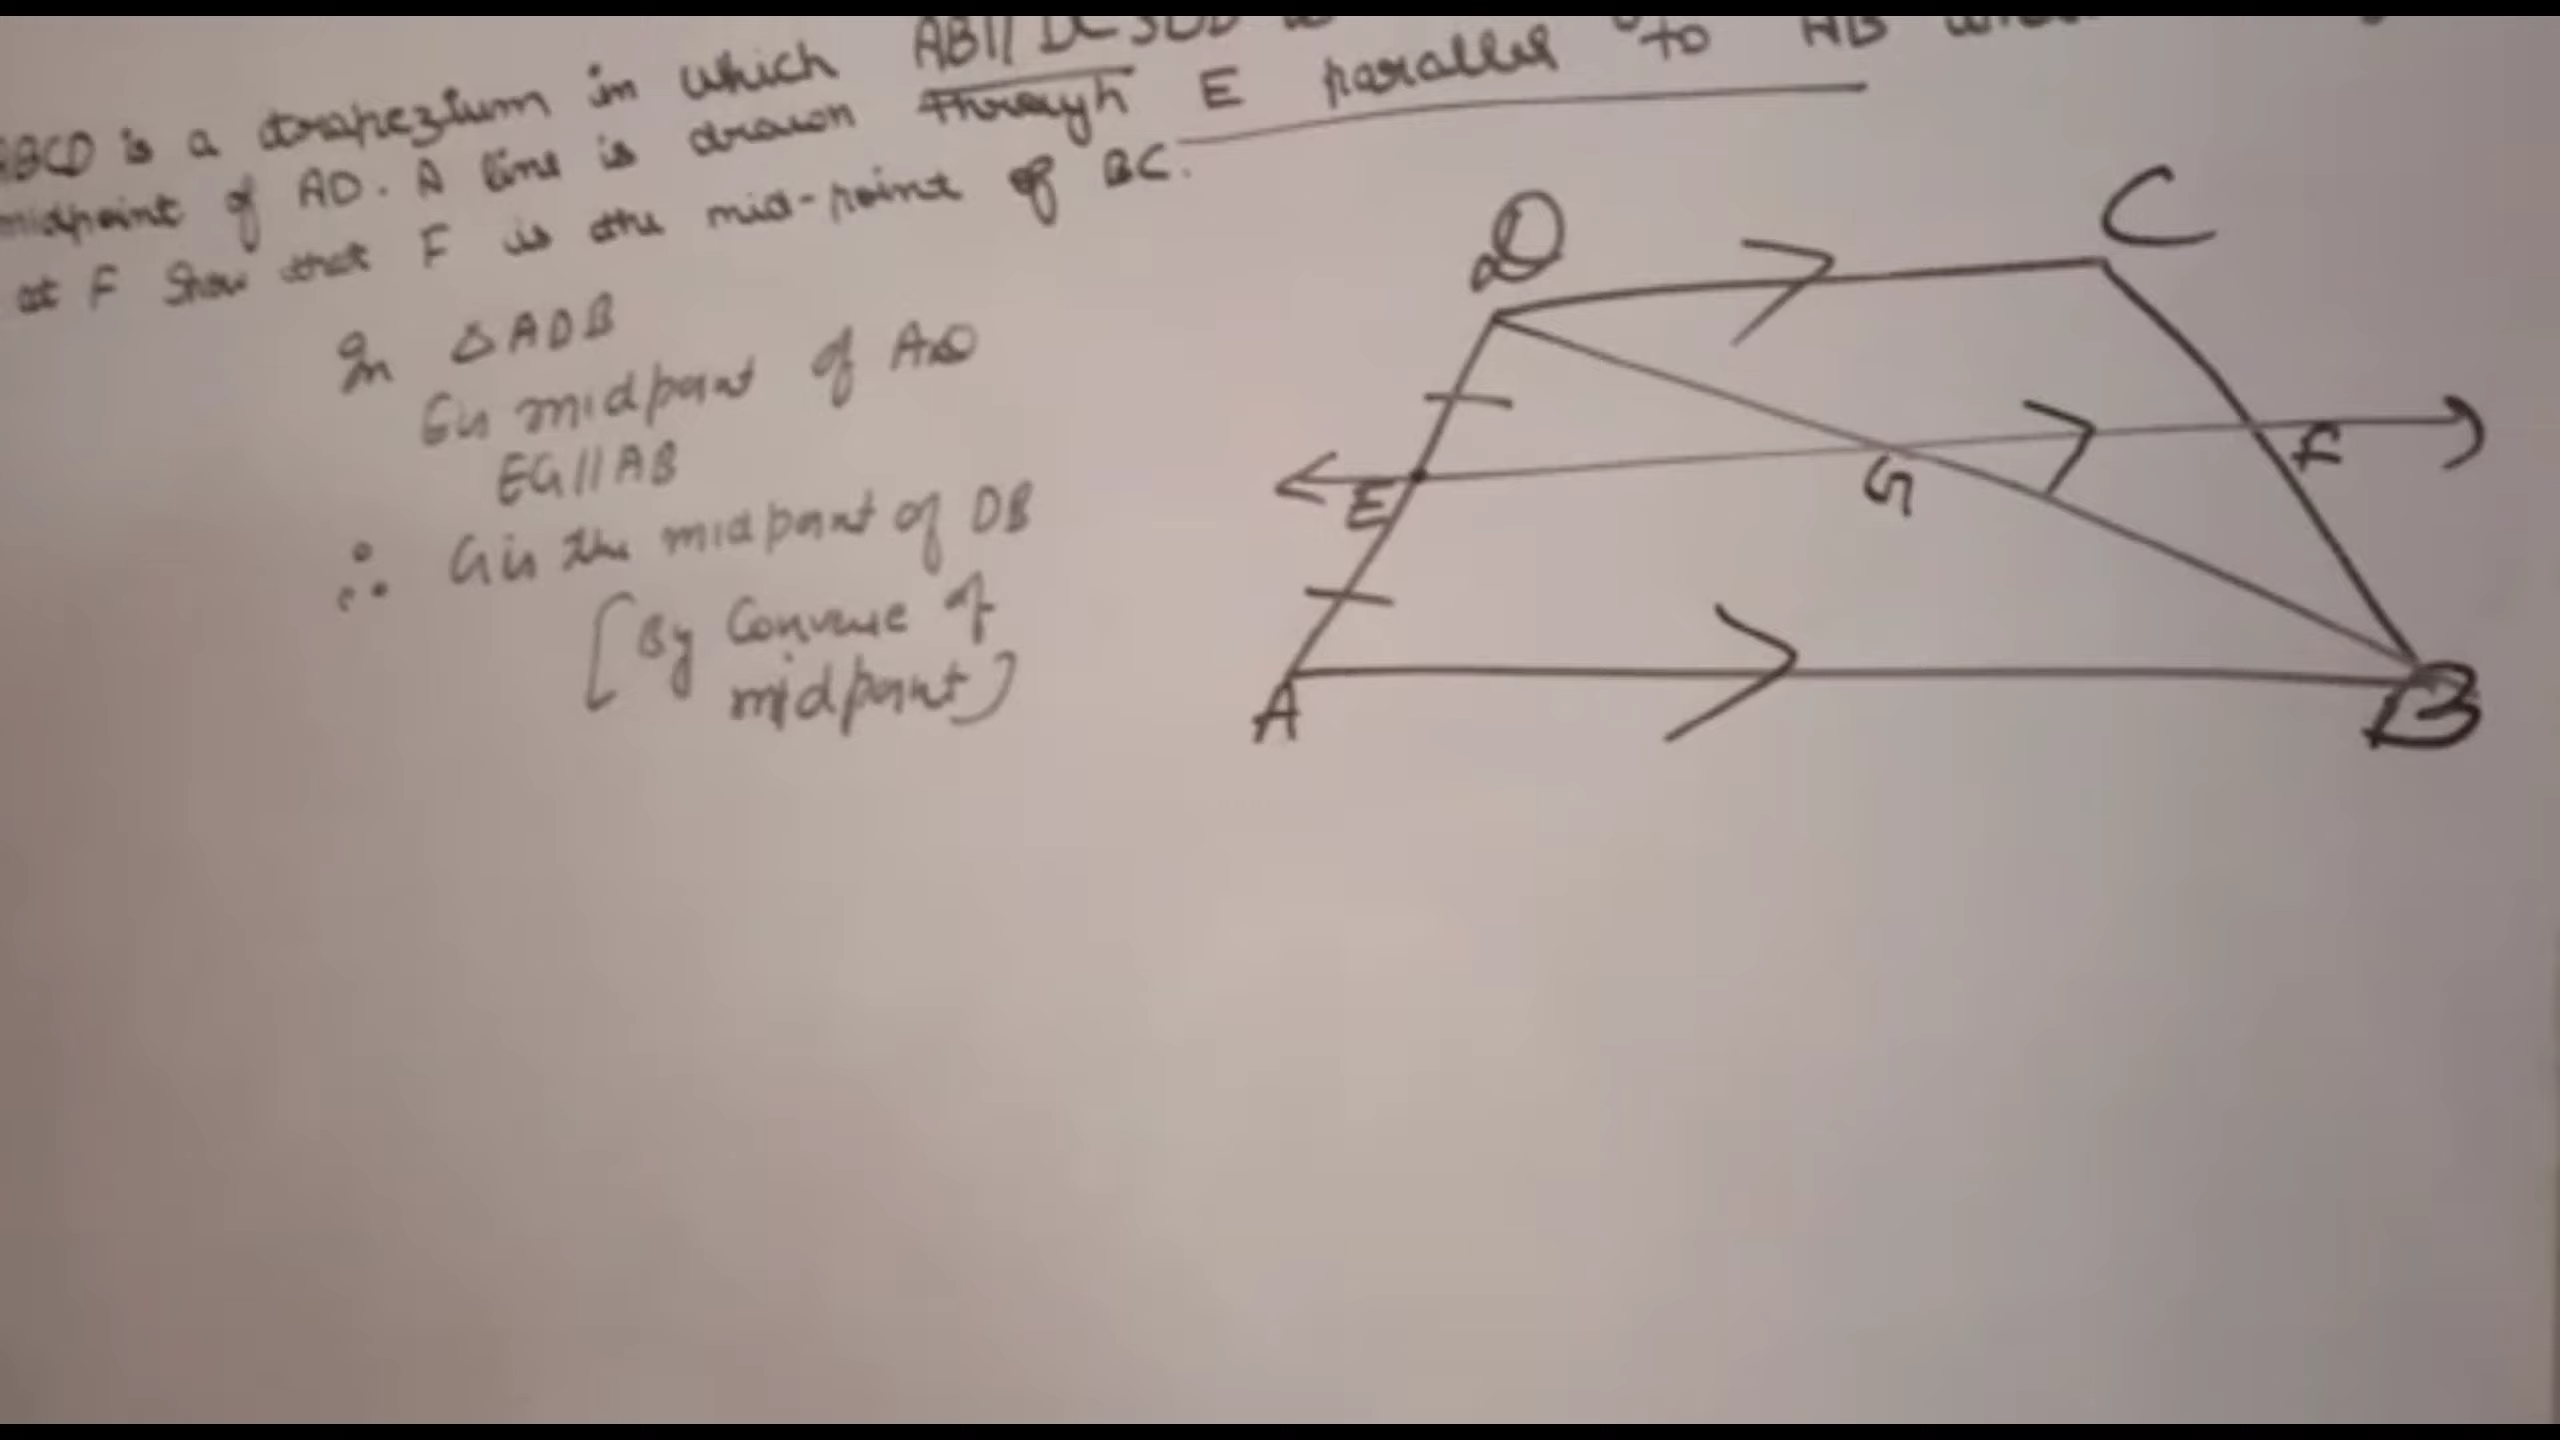 ABCD is a trapezium in which AB || DC, BD
midpoint of AD. A line is drawn through E parallel to AB
at F Show that F is the mid-point of BC.
In △ADB
E is midpoint of AD
EG || AB
∴ G is the midpoint of DB
[By Converse of
midpoint]
D
C
E
G
F
A
B